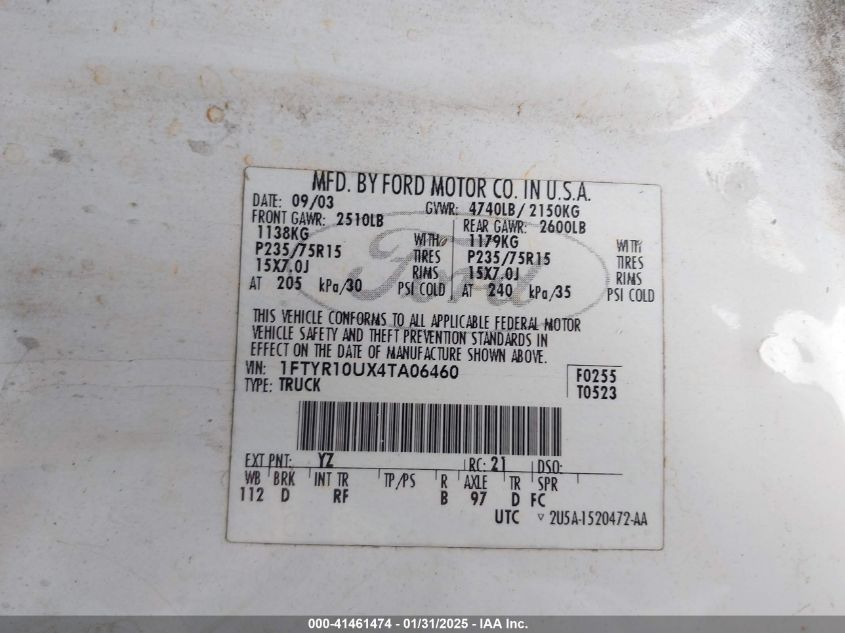 MFD. BY FORD MOTOR CO. IN U.S.A.
DATE: 09/03 GVWR: 4740LB/2150KG
FRONT GAWR: 2510LB REAR GAWR: 2600LB
1138KG WITH 1179KG WITH
P235/75R15 TIRES P235/75R15 TIRES
15X7.0J RIMS 15X7.0J RIMS
AT 205 kPa/30 PSI COLD AT 240 kPa/35 PSI COLD
Ford
THIS VEHICLE CONFORMS TO ALL APPLICABLE FEDERAL MOTOR
VEHICLE SAFETY AND THEFT PREVENTION STANDARDS IN
EFFECT ON THE DATE OF MANUFACTURE SHOWN ABOVE.
VIN: 1FTYR10UX4TA06460 F0255
TYPE: TRUCK T0523
EXT PNT: YZ RC: 21 DSO:
WB BRK INT TR TP/PS R AXLE TR SPR
112 D RF B 97 D FC
UTC ▽ 2U5A-1520472-AA
000-41461474 - 01/31/2025 - IAA Inc.